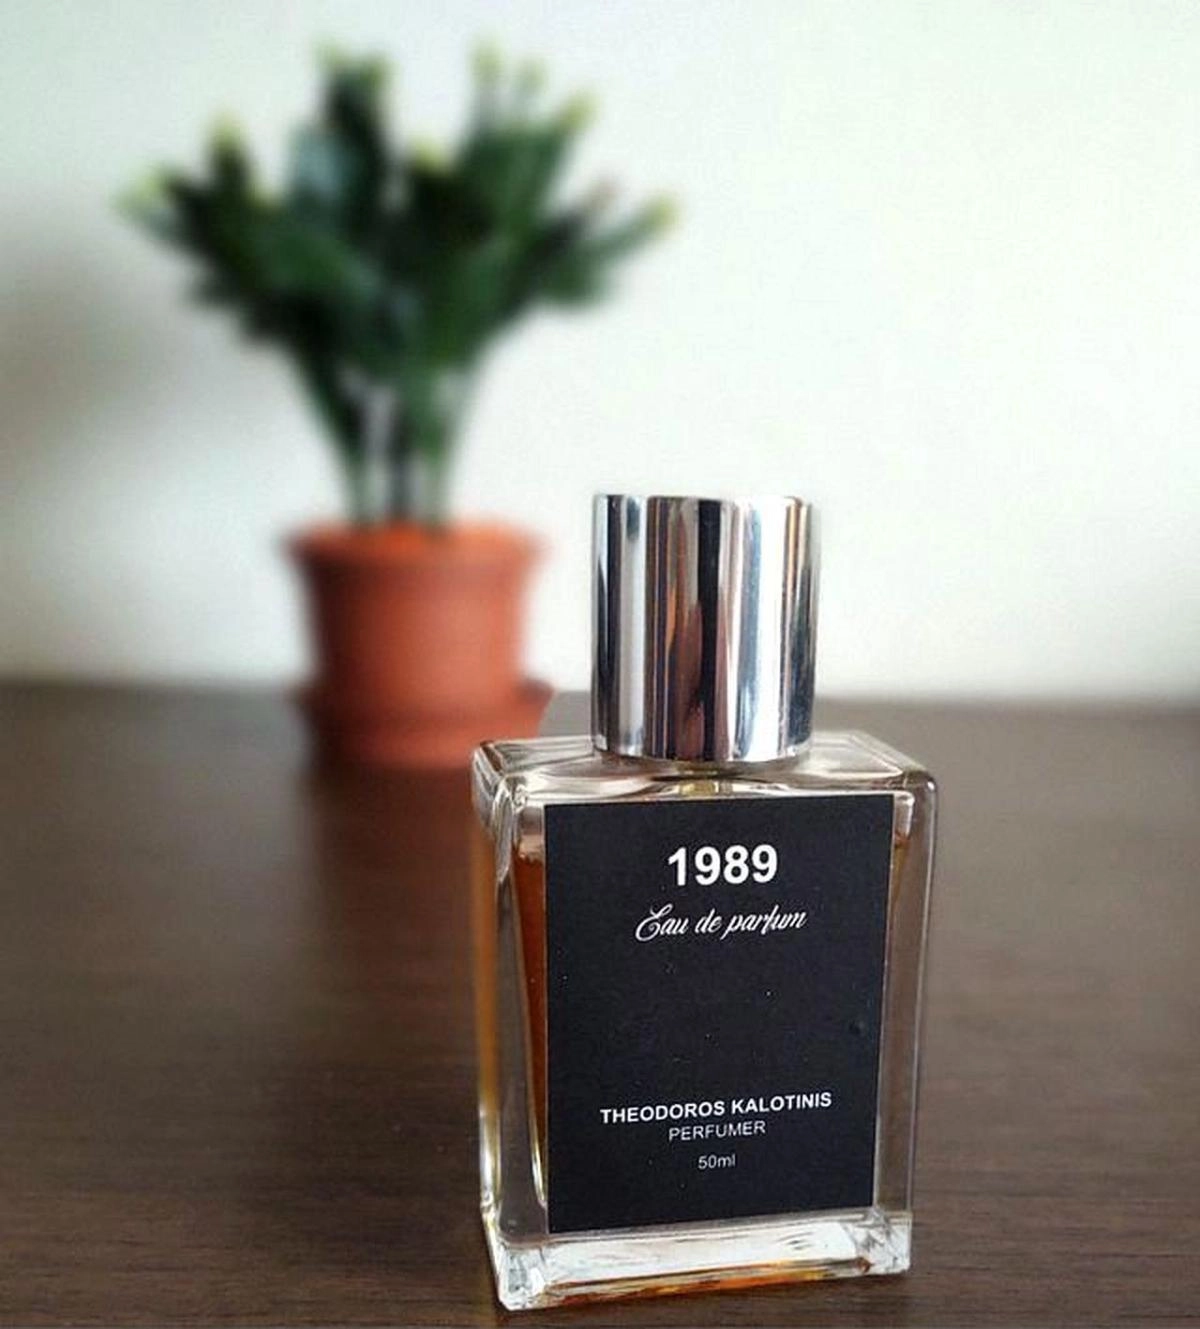 1989
Eau de parfum
THEODOROS KALOTINIS
PERFUMER
50ml